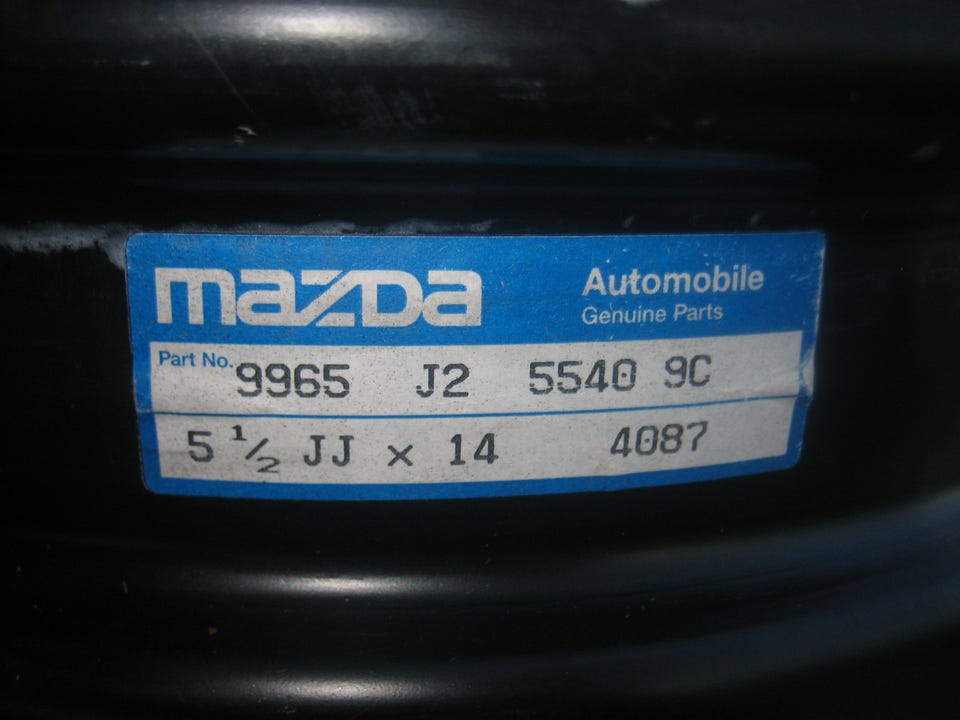 mazda Automobile
Genuine Parts
Part No. 9965 J2 5540 9C
5 1/2 JJ x 14 4087